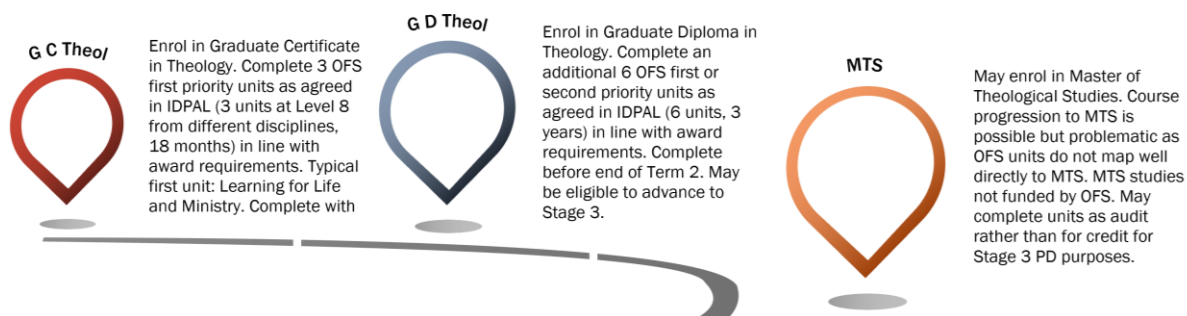 G C Theol
Enrol in Graduate Certificate
in Theology. Complete 3 OFS
first priority units as agreed
in IDPAL (3 units at Level 8
from different disciplines,
18 months) in line with
award requirements. Typical
first unit: Learning for Life
and Ministry. Complete with
G D Theol
Enrol in Graduate Diploma in
Theology. Complete an
additional 6 OFS first or
second priority units as
agreed in IDPAL (6 units, 3
years) in line with award
requirements. Complete
before end of Term 2. May
be eligible to advance to
Stage 3.
MTS
May enrol in Master of
Theological Studies. Course
progression to MTS is
possible but problematic as
OFS units do not map well
directly to MTS. MTS studies
not funded by OFS. May
complete units as audit
rather than for credit for
Stage 3 PD purposes.